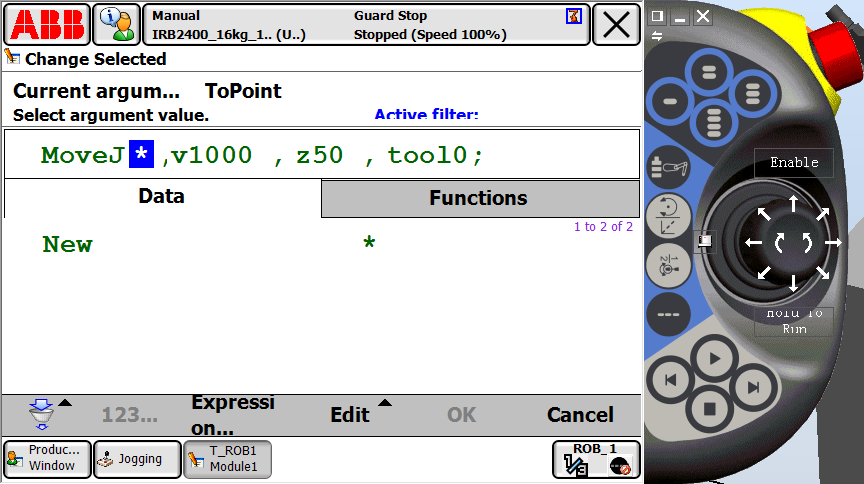 ABB
Manual
IRB2400_16kg_1.. (U..)
Guard Stop
Stopped (Speed 100%)
Change Selected
Current argum... ToPoint
Select argument value. Active filter:
MoveJ * ,v1000 , z50 , tool0;
Data Functions
1 to 2 of 2
New *
123... Expressi
on... Edit OK Cancel
Produc...
Window
Jogging
T_ROB1
Module1
ROB_1
1/3
Enable
Hold To
Run